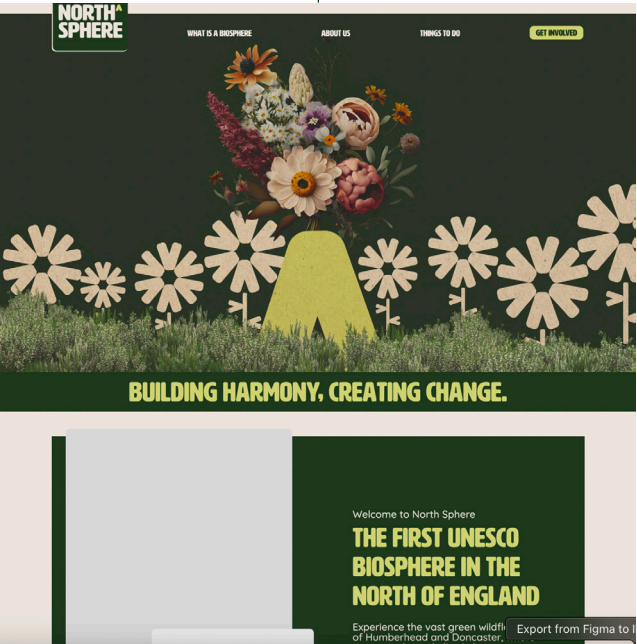 NORTH
SPHERE
WHAT IS A BIOSPHERE
ABOUT US
THINGS TO DO
GET INVOLVED
BUILDING HARMONY, CREATING CHANGE.
Welcome to North Sphere
THE FIRST UNESCO
BIOSPHERE IN THE
NORTH OF ENGLAND
Experience the vast green
of Humberhead and Doncaster,
Export from Figma to